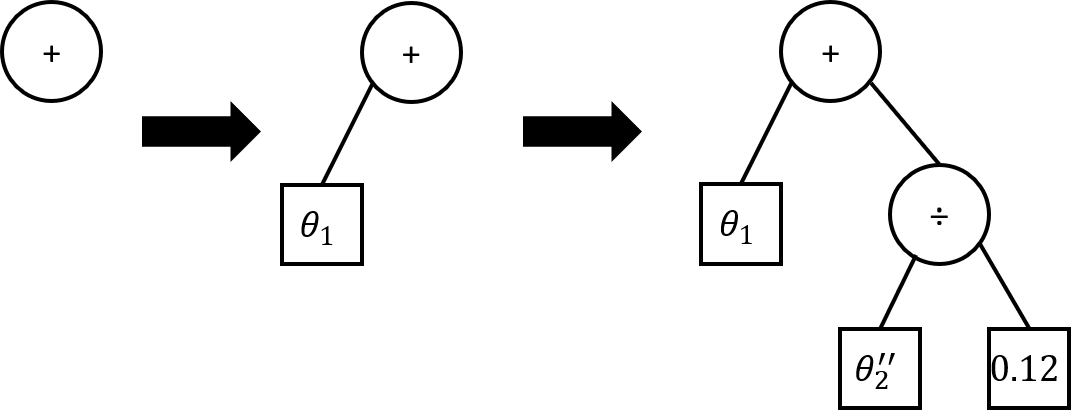 + + +
θ₁ θ₁ ÷
θ₂″ 0.12